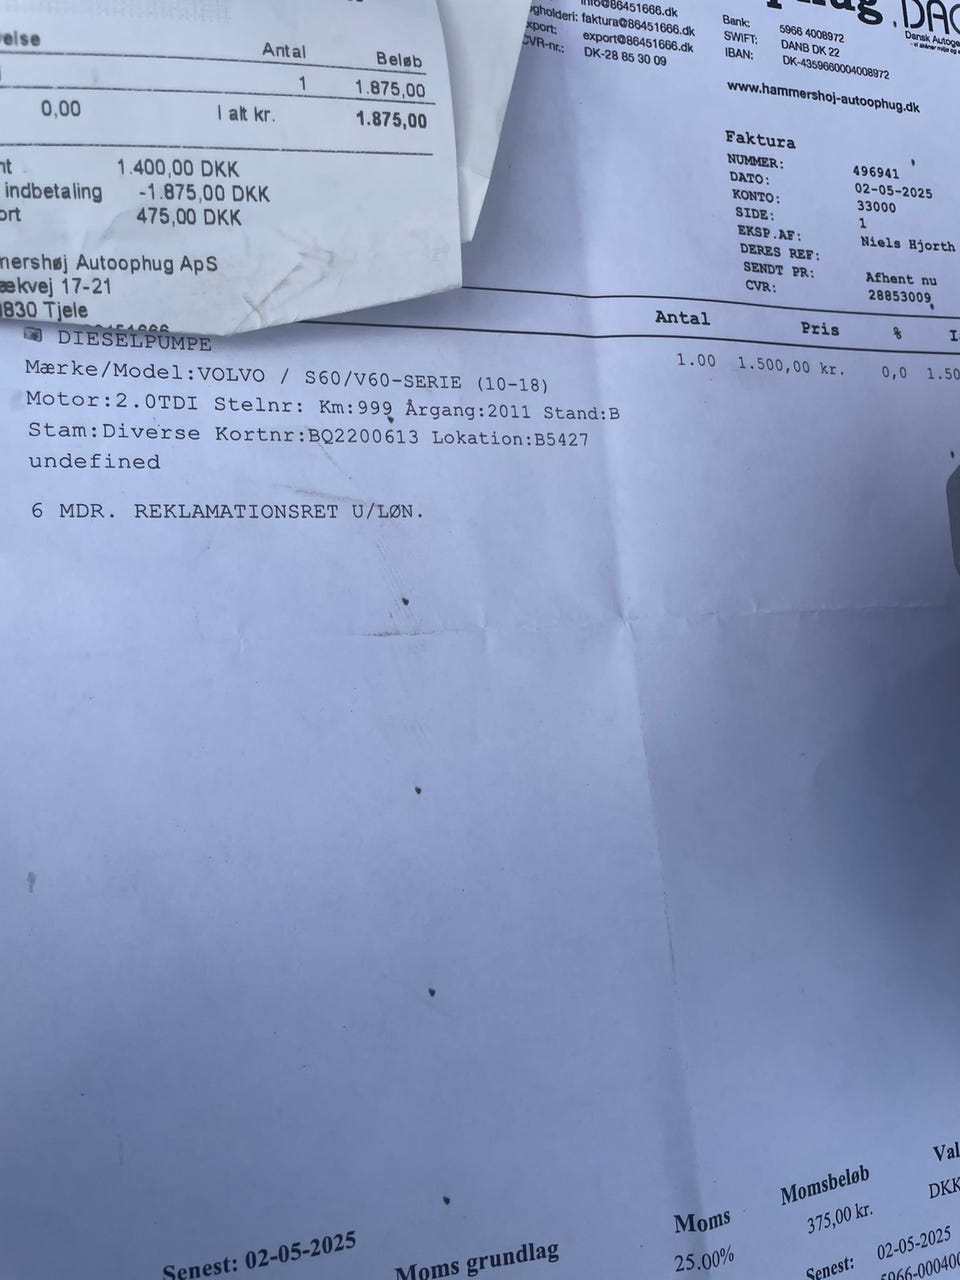 Antal Beløb
1 1.875,00
0,00 I alt kr. 1.875,00
1.400,00 DKK
indbetaling -1.875,00 DKK
475,00 DKK
Autoophug ApS
17-21
Tjele
info@86451666.dk
faktura@86451666.dk
export@86451666.dk
DK-28 85 30 09
Bank: 5966 4008972
SWIFT: DANB DK 22
IBAN: DK-4359660004008972
www.hammershoj-autoophug.dk
Faktura
NUMMER: 496941
DATO: 02-05-2025
KONTO: 33000
SIDE: 1
EKSP.AF: Niels Hjorth
DERES REF:
SENDT PR: Afhent nu
CVR: 28853009
Antal Pris %
DIESELPUMPE 1.00 1.500,00 kr. 0,0
Mærke/Model:VOLVO / S60/V60-SERIE (10-18)
Motor:2.0TDI Stelnr: Km:999 Årgang:2011 Stand:B
Stam:Diverse Kortnr:BQ2200613 Lokation:B5427
undefined
6 MDR. REKLAMATIONSRET U/LØN.
Senest: 02-05-2025
Moms grundlag Moms Momsbeløb
25.00% 375,00 kr. DKK
Senest: 02-05-2025